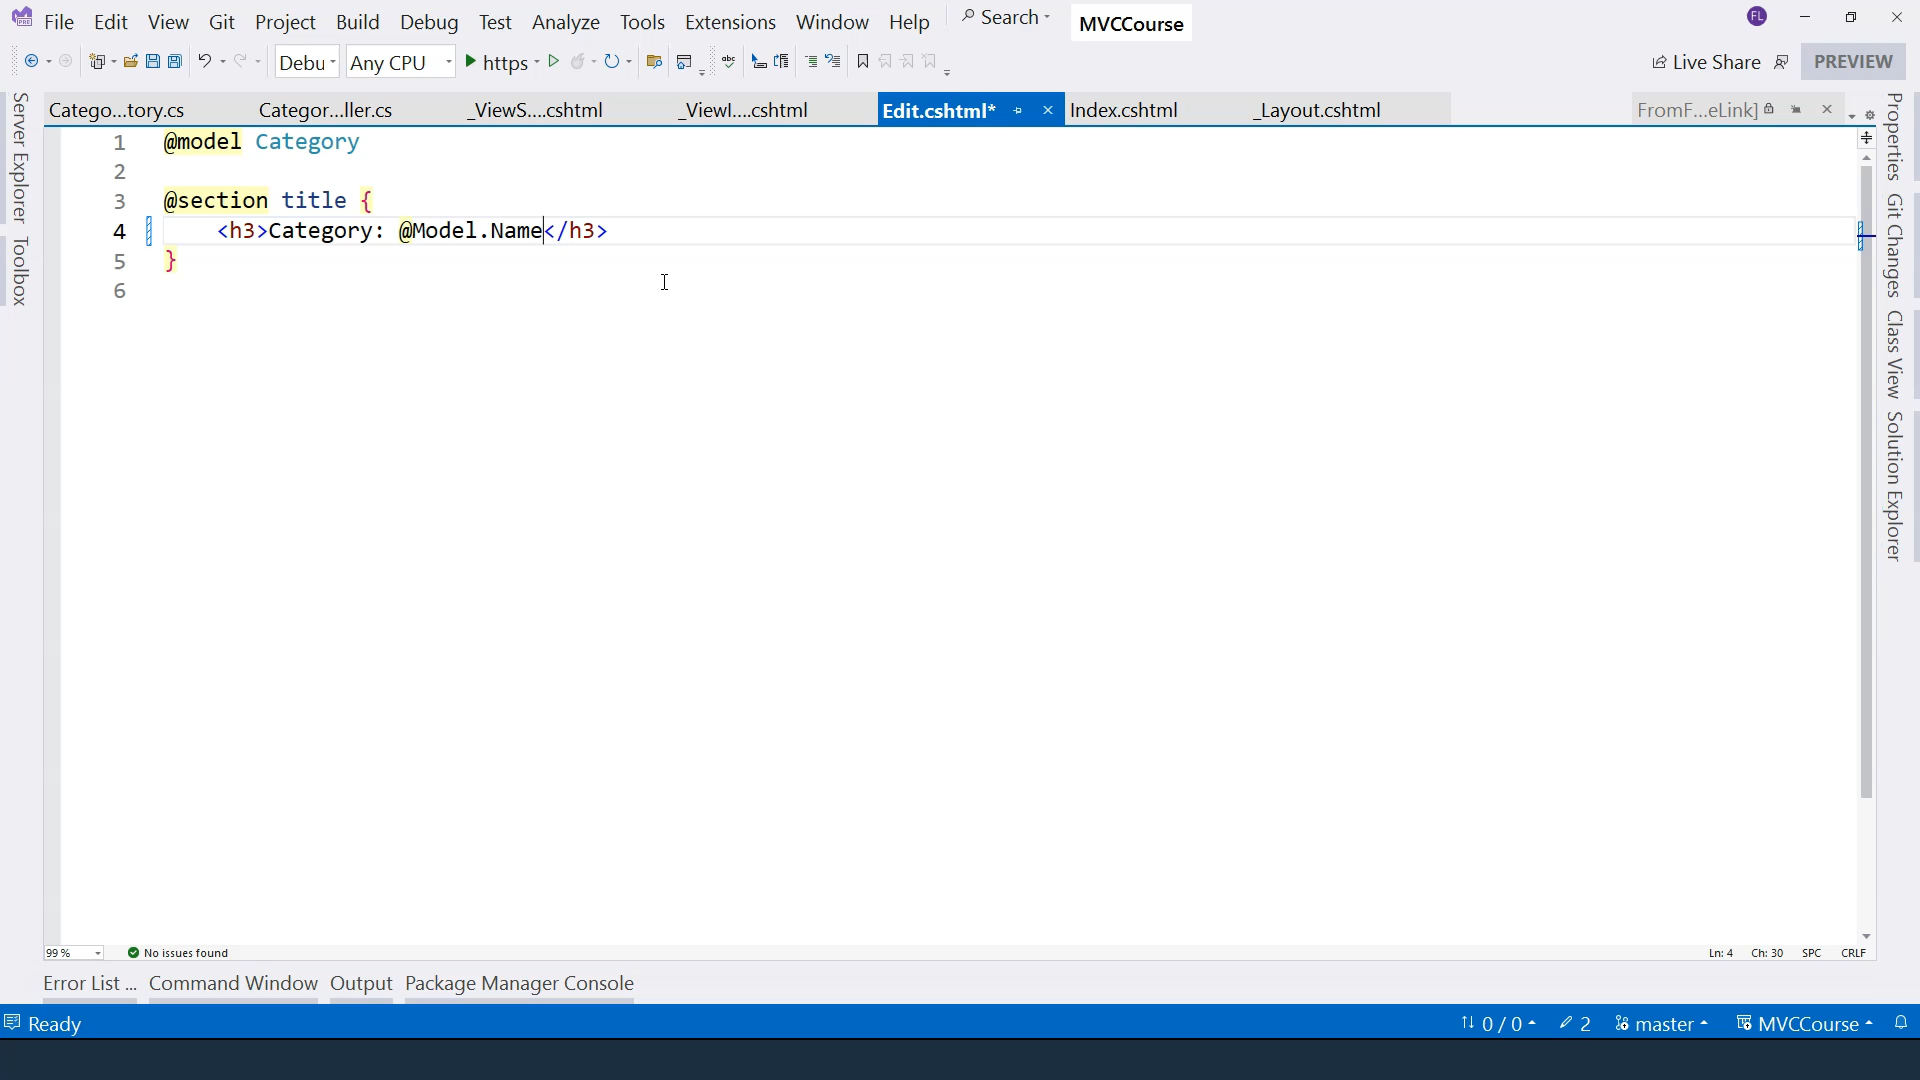 File Edit View Git Project Build Debug Test Analyze Tools Extensions Window Help Search MVCCourse FL
Debu Any CPU https abc Live Share PREVIEW
Catego...tory.cs Categor...ller.cs _ViewS....cshtml _ViewI....cshtml Edit.cshtml* Index.cshtml _Layout.cshtml FromF...eLink]
Server Explorer
Toolbox
1 @model Category
2
3 @section title {
4 <h3>Category: @Model.Name</h3>
5 }
6
Properties
Git Changes
Class View
Solution Explorer
99 % No issues found Ln: 4 Ch: 30 SPC CRLF
Error List ... Command Window Output Package Manager Console
Ready 0 / 0 2 master MVCCourse